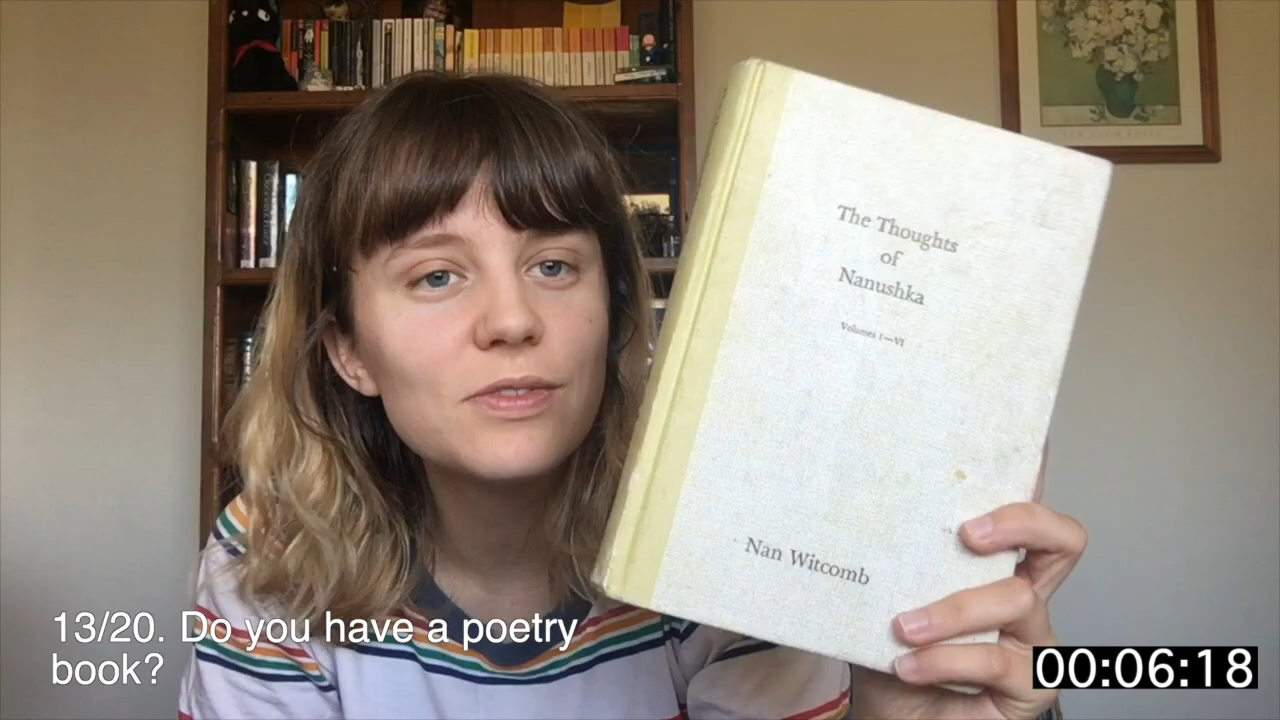 The Thoughts
of
Nanushka
Volumes I—VI
Nan Witcomb
13/20. Do you have a poetry
book?
00:06:18